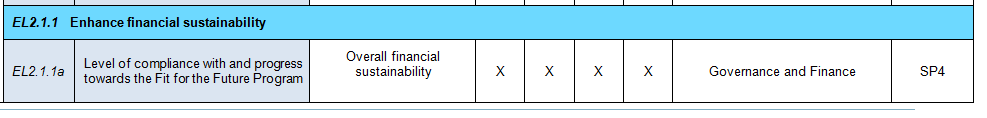 EL2.1.1 Enhance financial sustainability
EL2.1.1a Level of compliance with and progress towards the Fit for the Future Program Overall financial sustainability X X X X Governance and Finance SP4